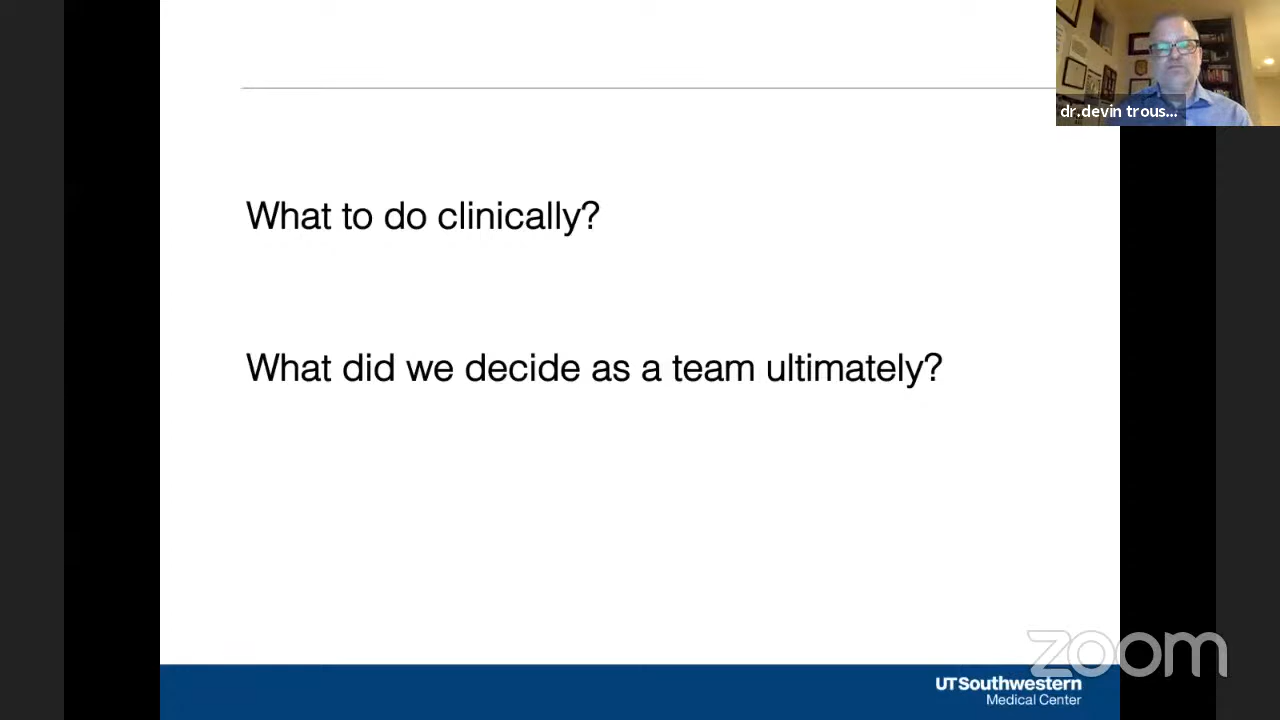 dr.devin trous...
What to do clinically?
What did we decide as a team ultimately?
zoom
UTSouthwestern
Medical Center